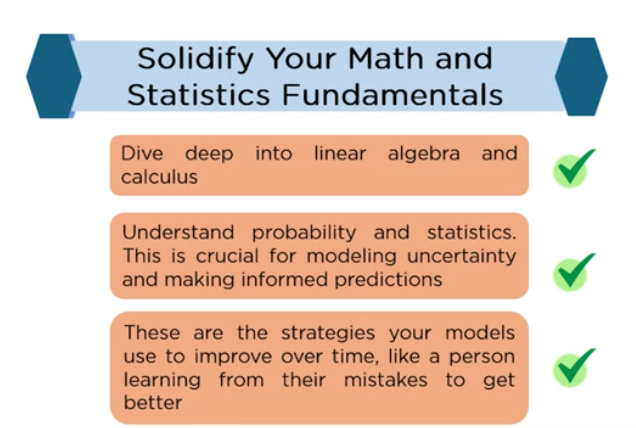 Solidify Your Math and
Statistics Fundamentals
Dive deep into linear algebra and
calculus
Understand probability and statistics.
This is crucial for modeling uncertainty
and making informed predictions
These are the strategies your models
use to improve over time, like a person
learning from their mistakes to get
better